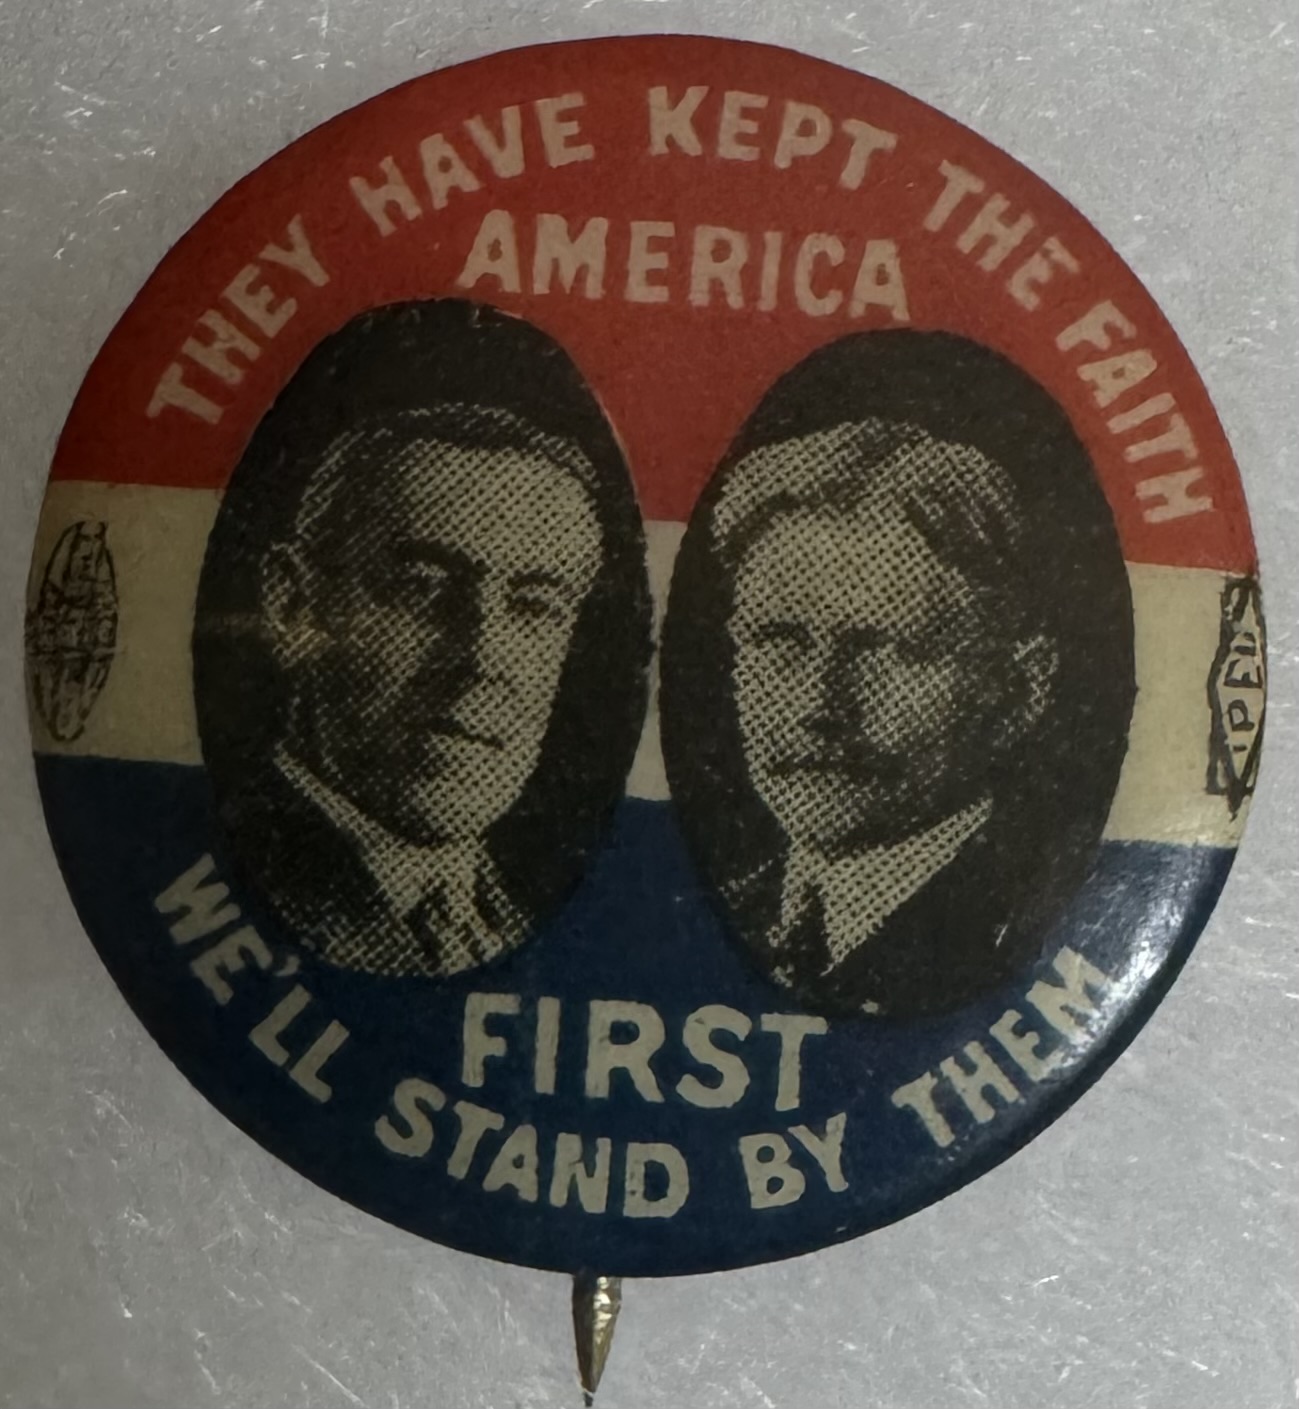 THEY HAVE KEPT THE FAITH
AMERICA
FIRST
WE'LL STAND BY THEM